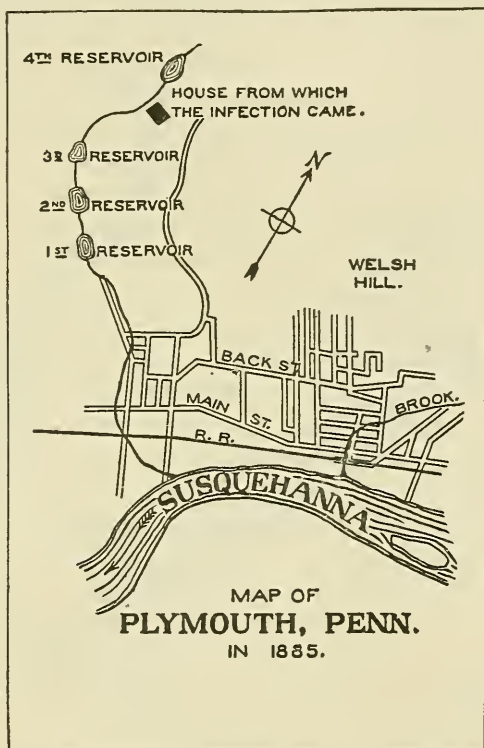 4TH RESERVOIR
HOUSE FROM WHICH
THE INFECTION CAME.
3D RESERVOIR
2ND RESERVOIR
1ST RESERVOIR
N
WELSH
HILL.
BACK ST.
MAIN ST.
BROOK.
R. R.
SUSQUEHANNA
MAP OF
PLYMOUTH, PENN.
IN 1885.